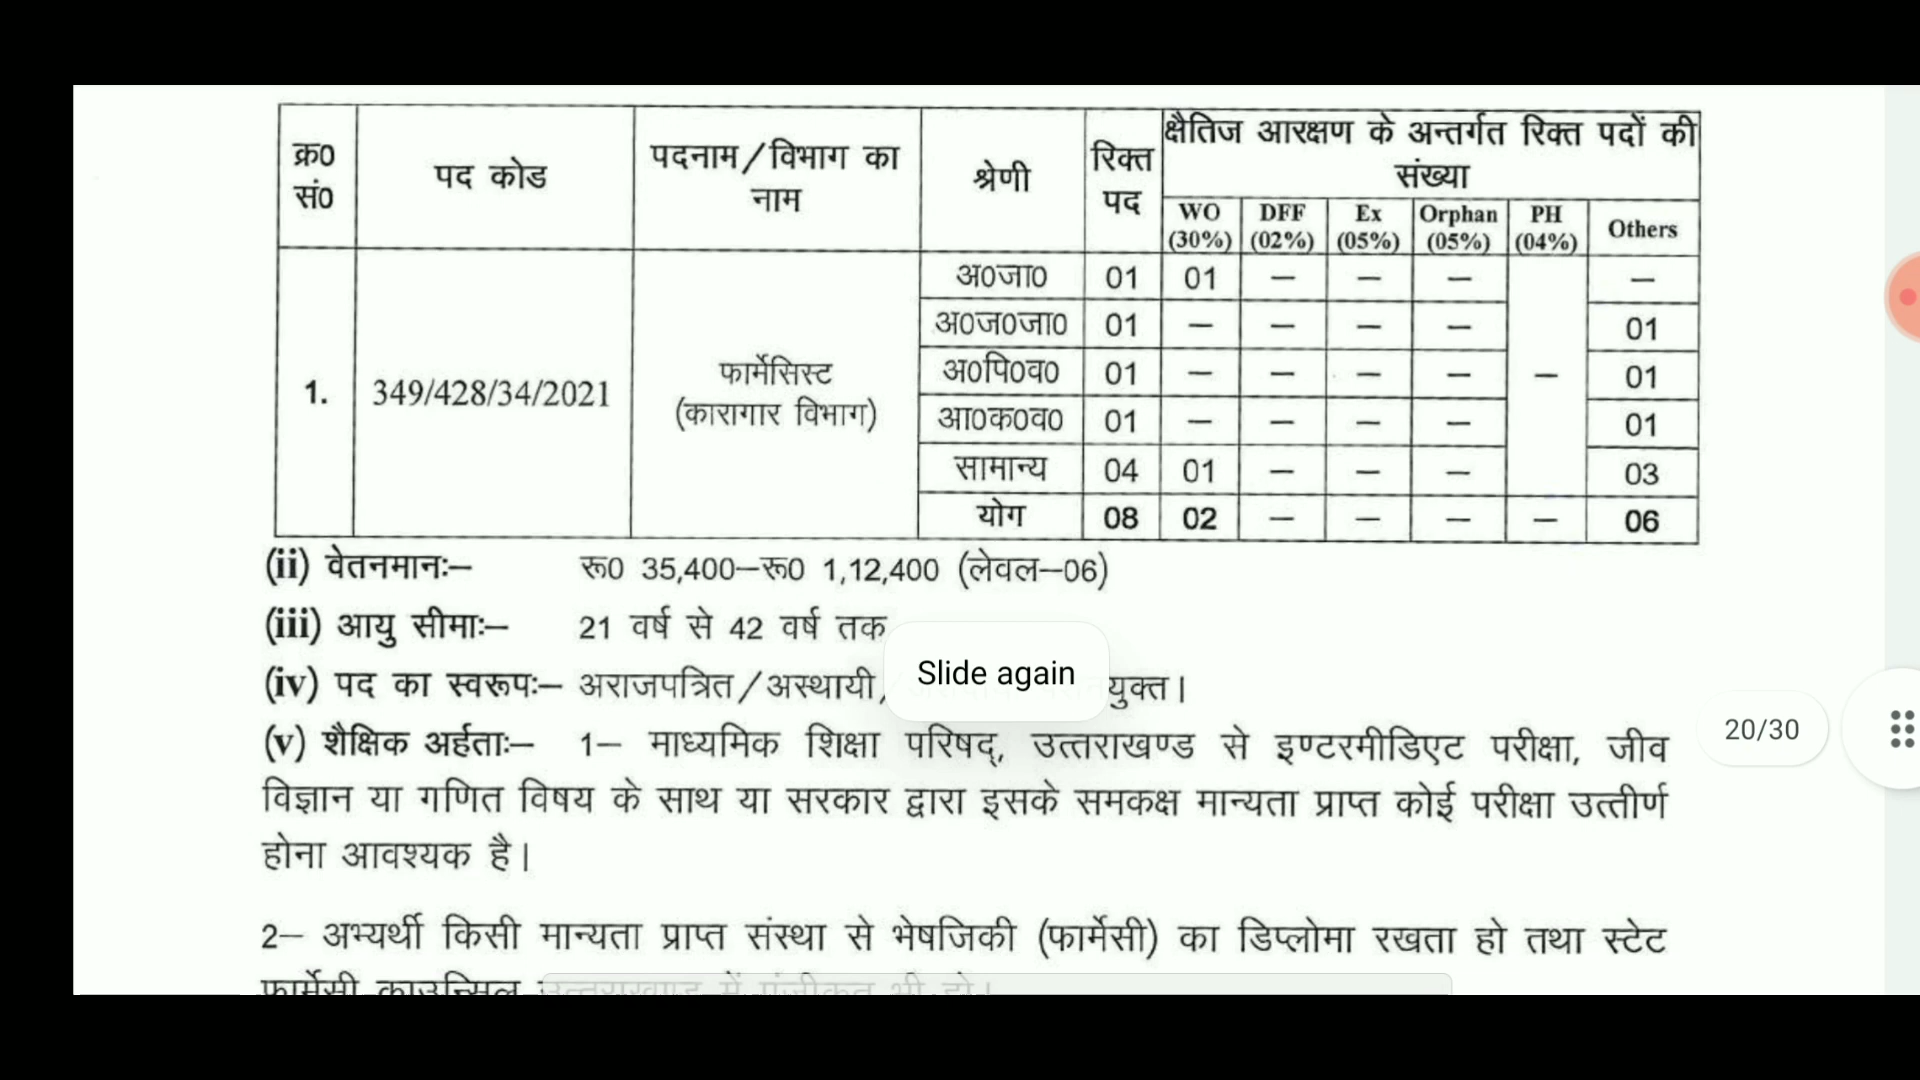 क्र0 सं0 | पद कोड | पदनाम/विभाग का नाम | श्रेणी | रिक्त पद | क्षैतिज आरक्षण के अन्तर्गत रिक्त पदों की संख्या
WO (30%) | DFF (02%) | Ex (05%) | Orphan (05%) | PH (04%) | Others
1. | 349/428/34/2021 | फार्मेसिस्ट (कारागार विभाग)
अ0जा0 | 01 | 01 | – | – | – | –
अ0ज0जा0 | 01 | – | – | – | – | 01
अ0पि0व0 | 01 | – | – | – | – | – | 01
आ0क0व0 | 01 | – | – | – | – | 01
सामान्य | 04 | 01 | – | – | – | 03
योग | 08 | 02 | – | – | – | – | 06
(ii) वेतनमानः– रू0 35,400–रू0 1,12,400 (लेवल–06)
(iii) आयु सीमाः– 21 वर्ष से 42 वर्ष तक
(iv) पद का स्वरूपः– अराजपत्रित/अस्थायी/ युक्त।
Slide again
20/30
(v) शैक्षिक अर्हताः– 1– माध्यमिक शिक्षा परिषद्, उत्तराखण्ड से इण्टरमीडिएट परीक्षा, जीव
विज्ञान या गणित विषय के साथ या सरकार द्वारा इसके समकक्ष मान्यता प्राप्त कोई परीक्षा उत्तीर्ण
होना आवश्यक है।
2– अभ्यर्थी किसी मान्यता प्राप्त संस्था से भेषजिकी (फार्मेसी) का डिप्लोमा रखता हो तथा स्टेट
फार्मेसी काउन्सिल उत्तराखण्ड में पंजीकृत भी हो।